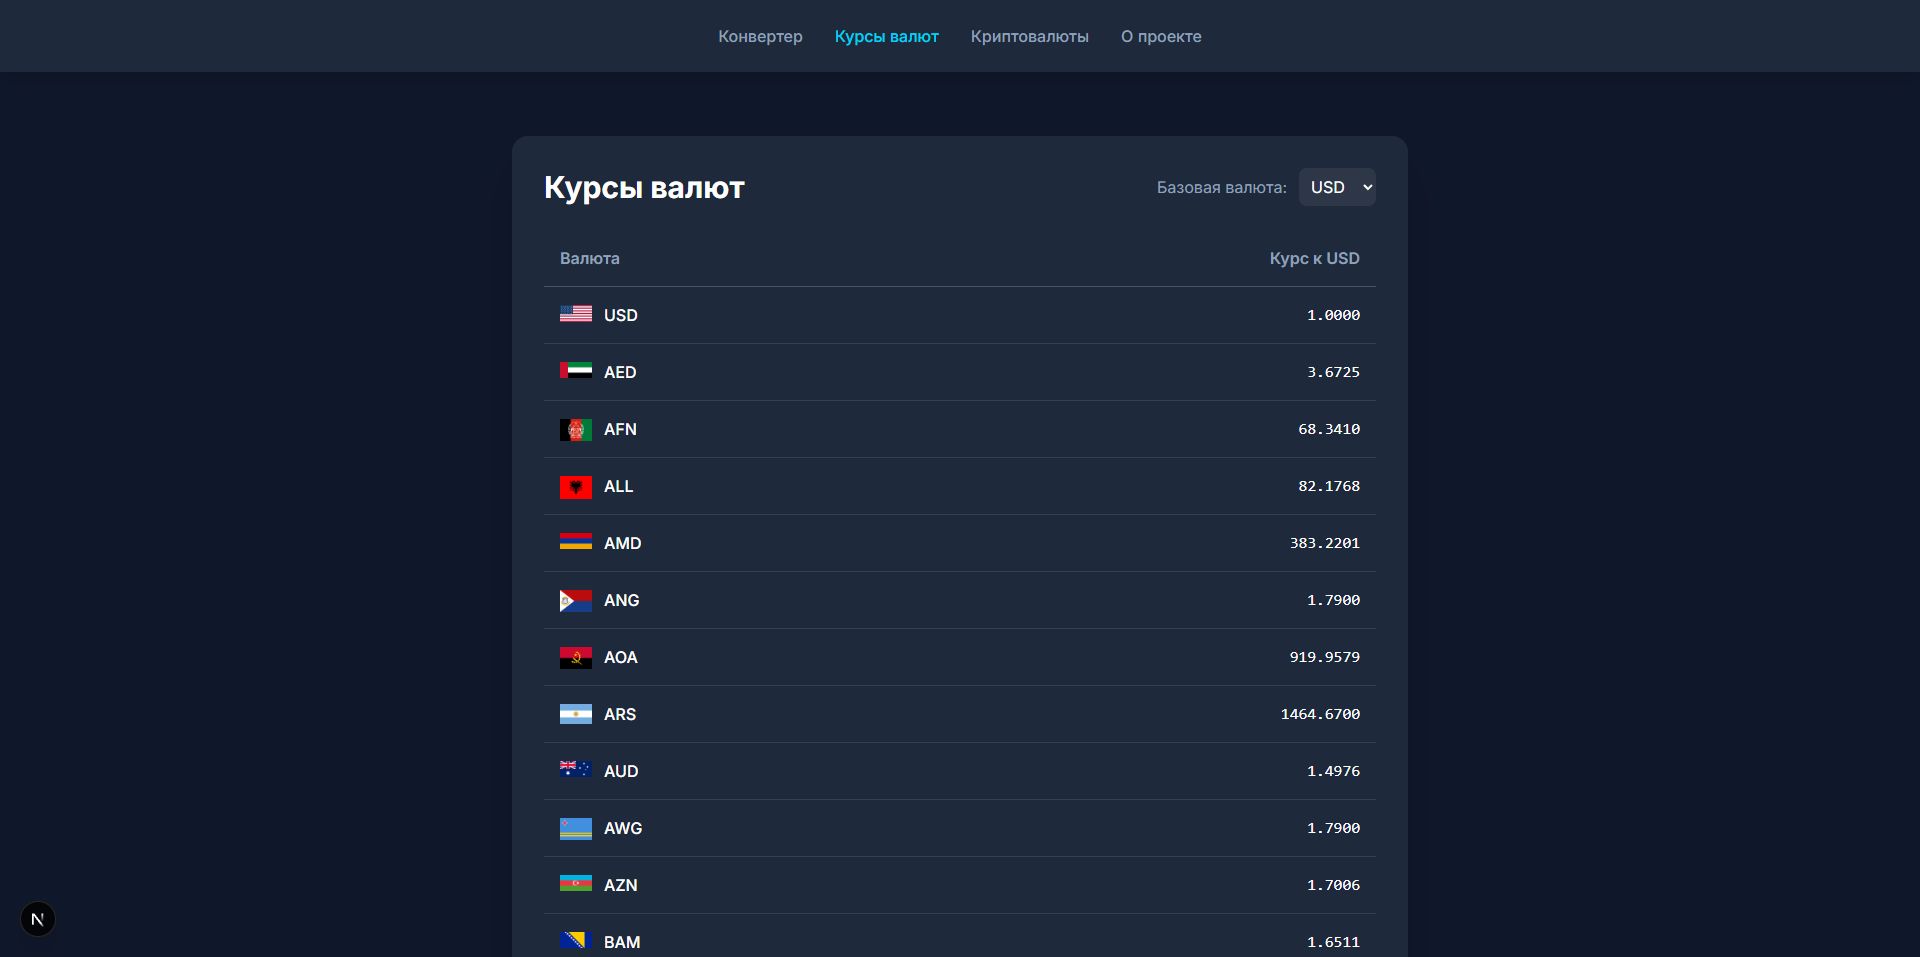 Конвертер Курсы валют Криптовалюты О проекте
Курсы валют Базовая валюта: USD
Валюта Курс к USD
USD 1.0000
AED 3.6725
AFN 68.3410
ALL 82.1768
AMD 383.2201
ANG 1.7900
AOA 919.9579
ARS 1464.6700
AUD 1.4976
AWG 1.7900
AZN 1.7006
N
BAM 1.6511